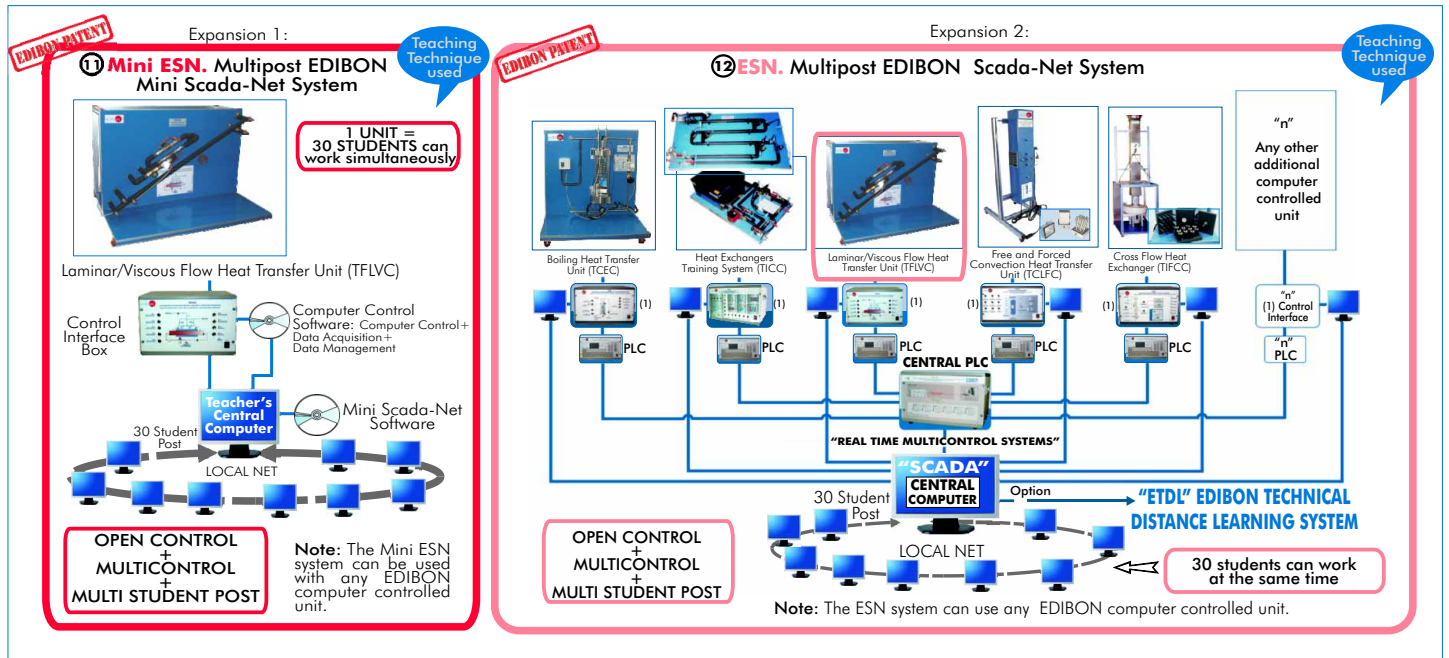 Expansion 1:
EDIBON PATENT
Teaching
Technique
used
11 Mini ESN. Multipost EDIBON
Mini Scada-Net System
1 UNIT =
30 STUDENTS can
work simultaneously
Laminar/Viscous Flow Heat Transfer Unit (TFLVC)
Control
Interface
Box
Computer Control
Software: Computer Control+
Data Acquisition+
Data Management
Teacher's
Central
Computer
Mini Scada-Net
Software
30 Student
Post
LOCAL NET
OPEN CONTROL
+
MULTICONTROL
+
MULTI STUDENT POST
Note: The Mini ESN
system can be used
with any EDIBON
computer controlled
unit.
Expansion 2:
EDIBON PATENT
Teaching
Technique
used
12 ESN. Multipost EDIBON Scada-Net System
Boiling Heat Transfer
Unit (TCEC)
Heat Exchangers
Training System (TICC)
Laminar/Viscous Flow Heat
Transfer Unit (TFLVC)
Free and Forced
Convection Heat Transfer
Unit (TCLFC)
Cross Flow Heat
Exchanger (TIFCC)
"n"
Any other
additional
computer
controlled
unit
(1)
(1)
(1)
(1)
(1)
"n"
(1) Control
Interface
PLC
PLC
PLC
PLC
PLC
"n"
PLC
CENTRAL PLC
"REAL TIME MULTICONTROL SYSTEMS"
"SCADA"
CENTRAL
COMPUTER
Option
"ETDL" EDIBON TECHNICAL
DISTANCE LEARNING SYSTEM
30 Student
Post
LOCAL NET
OPEN CONTROL
+
MULTICONTROL
+
MULTI STUDENT POST
30 students can work
at the same time
Note: The ESN system can use any EDIBON computer controlled unit.